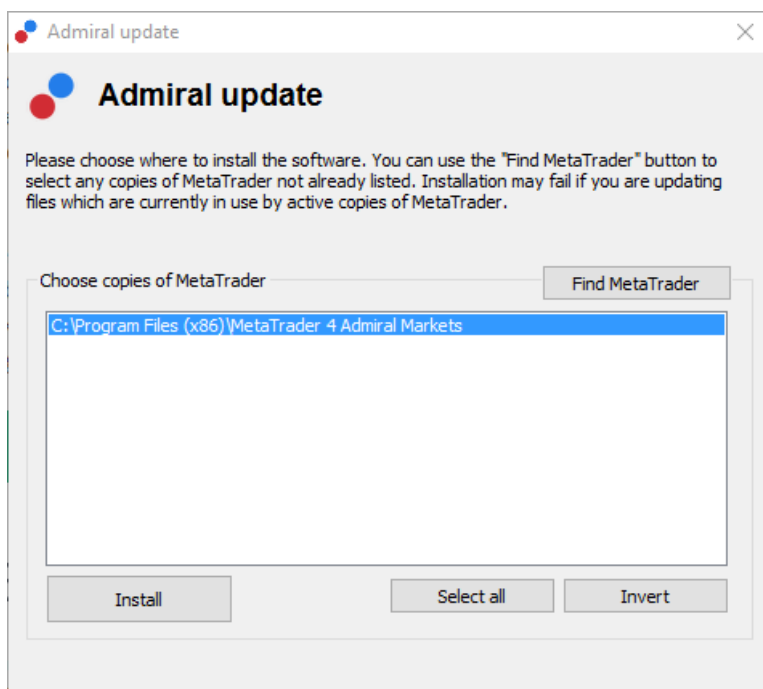 Admiral update
Admiral update
Please choose where to install the software. You can use the "Find MetaTrader" button to
select any copies of MetaTrader not already listed. Installation may fail if you are updating
files which are currently in use by active copies of MetaTrader.
Choose copies of MetaTrader
Find MetaTrader
C:\Program Files (x86)\MetaTrader 4 Admiral Markets
Install
Select all
Invert